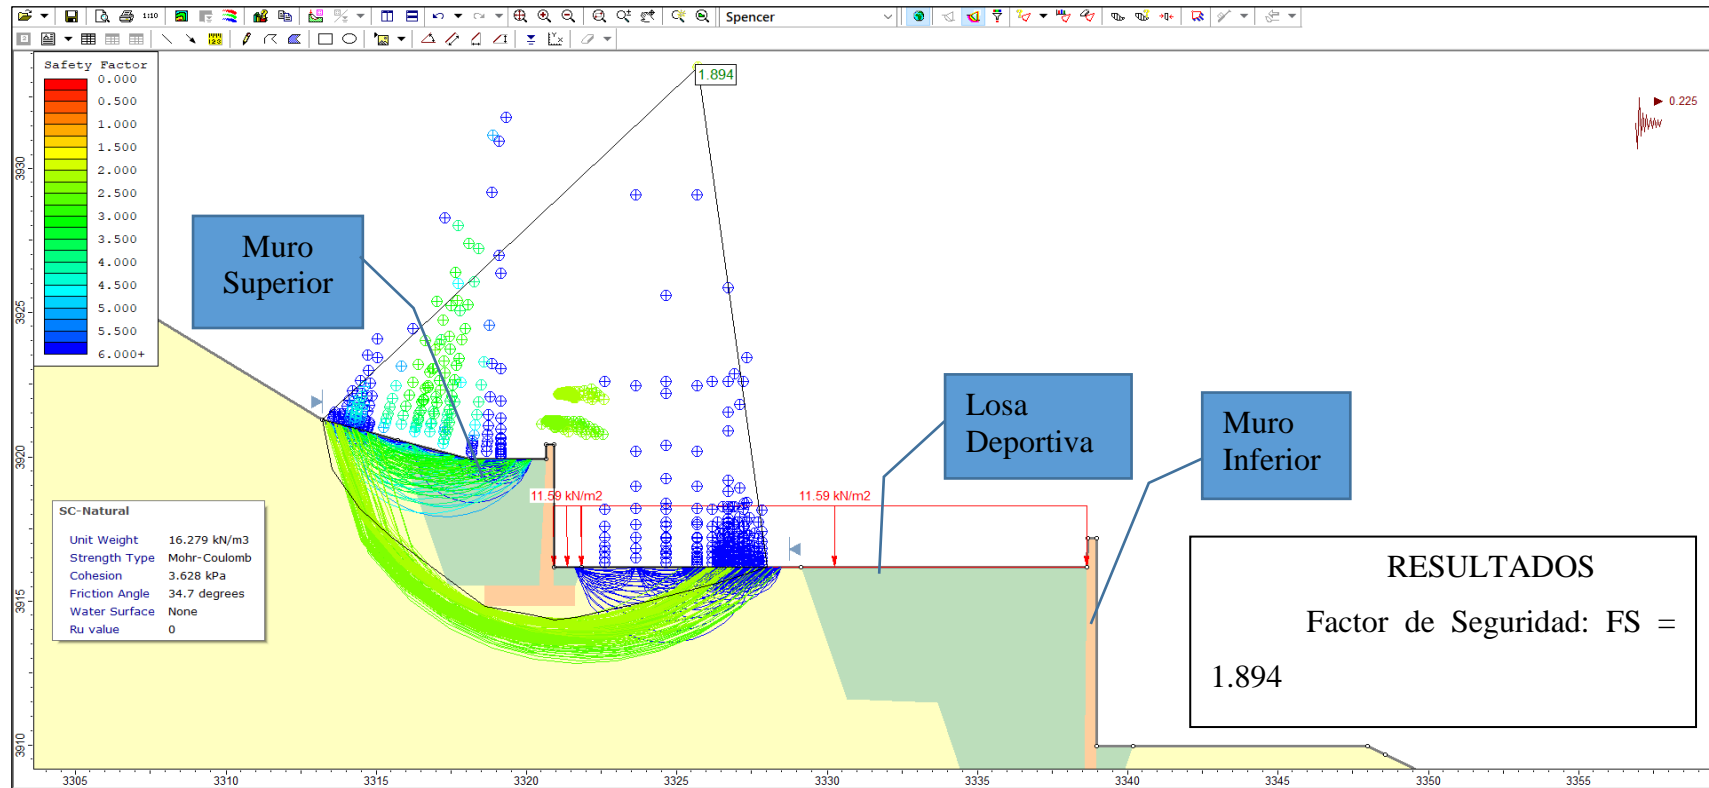 1:10
Spencer
Safety Factor
0.000
0.500
1.000
1.500
2.000
2.500
3.000
3.500
4.000
4.500
5.000
5.500
6.000+
1.894
0.225
Muro
Superior
Losa
Deportiva
Muro
Inferior
11.59 kN/m2
11.59 kN/m2
SC-Natural
Unit Weight 16.279 kN/m3
Strength Type Mohr-Coulomb
Cohesion 3.628 kPa
Friction Angle 34.7 degrees
Water Surface None
Ru value 0
RESULTADOS
Factor de Seguridad: FS =
1.894
3930
3925
3920
3915
3910
3305 3310 3315 3320 3325 3330 3335 3340 3345 3350 3355